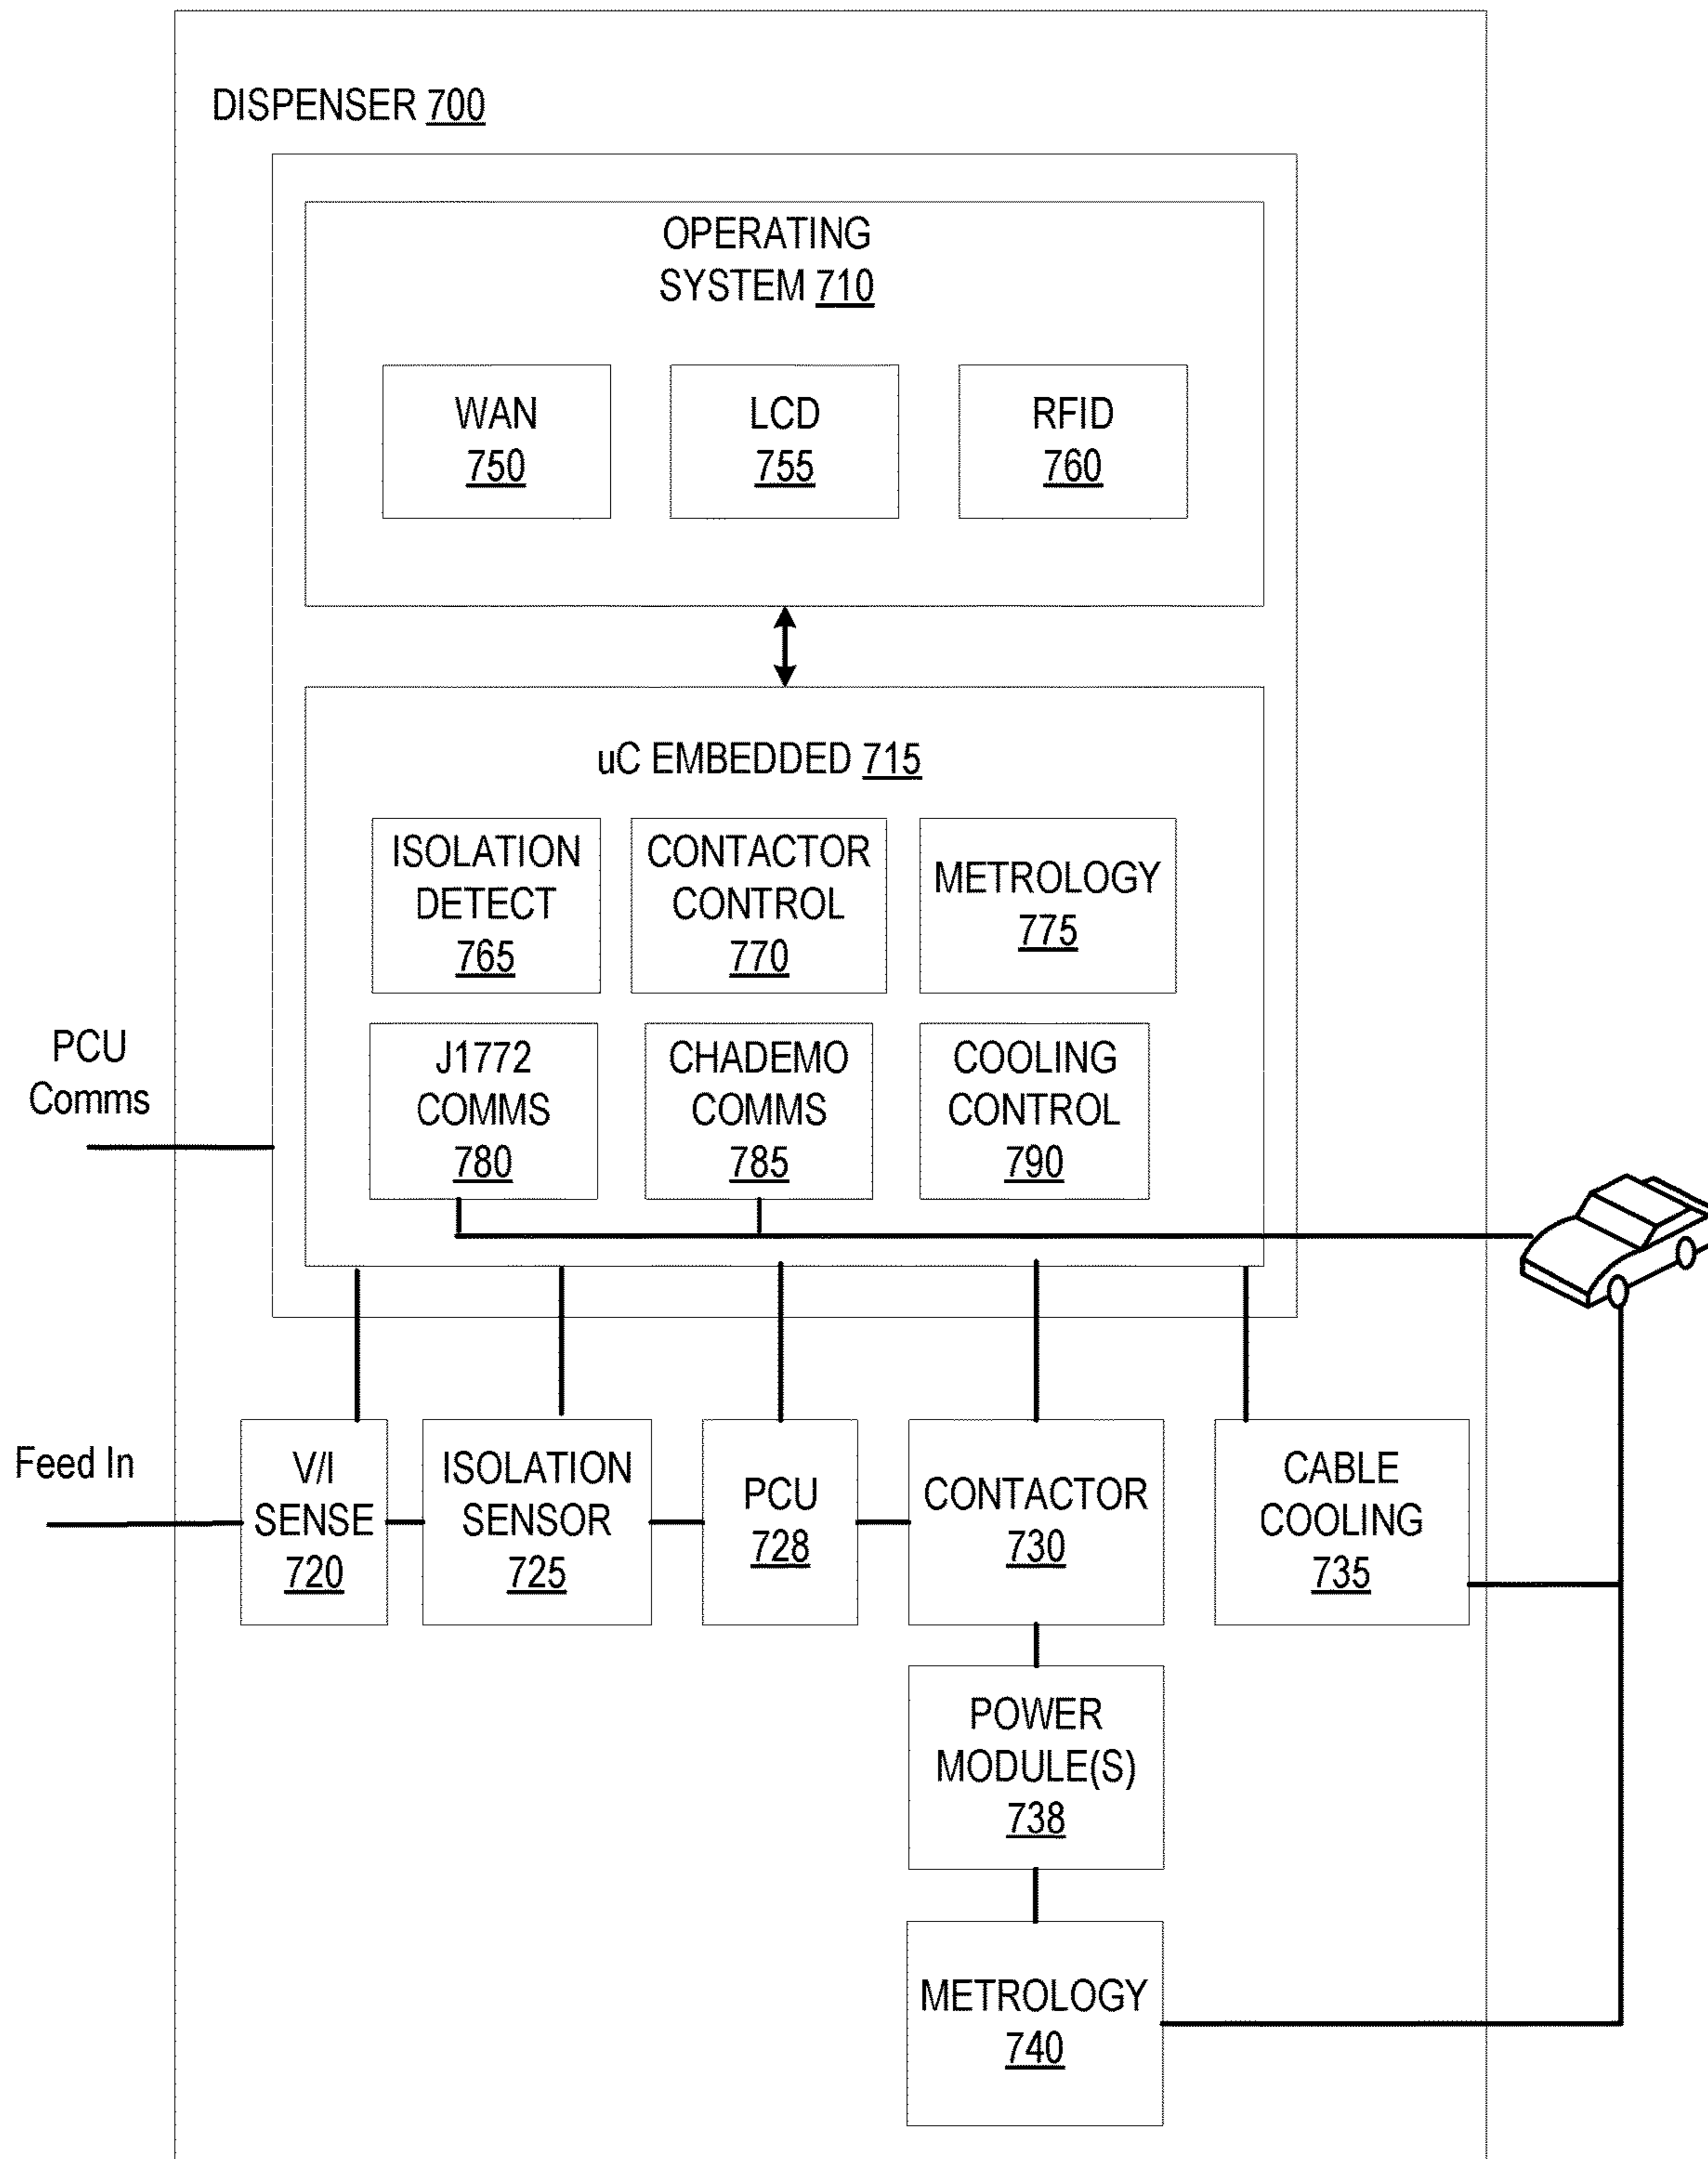 DISPENSER 700
OPERATING
SYSTEM 710
WAN
750
LCD
755
RFID
760
uC EMBEDDED 715
ISOLATION
DETECT
765
CONTACTOR
CONTROL
770
METROLOGY
775
PCU
Comms
J1772
COMMS
780
CHADEMO
COMMS
785
COOLING
CONTROL
790
Feed In
V/I
SENSE
720
ISOLATION
SENSOR
725
PCU
728
CONTACTOR
730
CABLE
COOLING
735
POWER
MODULE(S)
738
METROLOGY
740